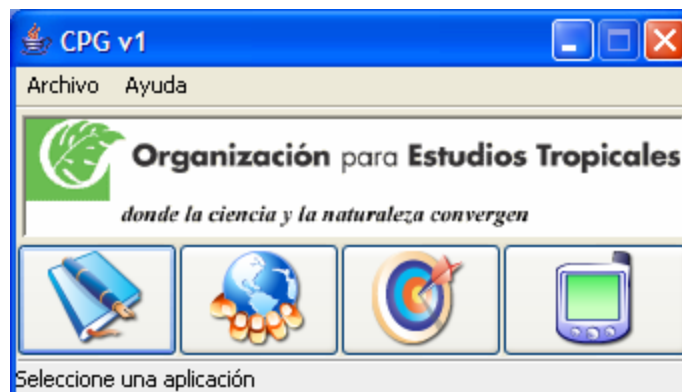 CPG v1
Archivo Ayuda
Organización para Estudios Tropicales
donde la ciencia y la naturaleza convergen
Seleccione una aplicación